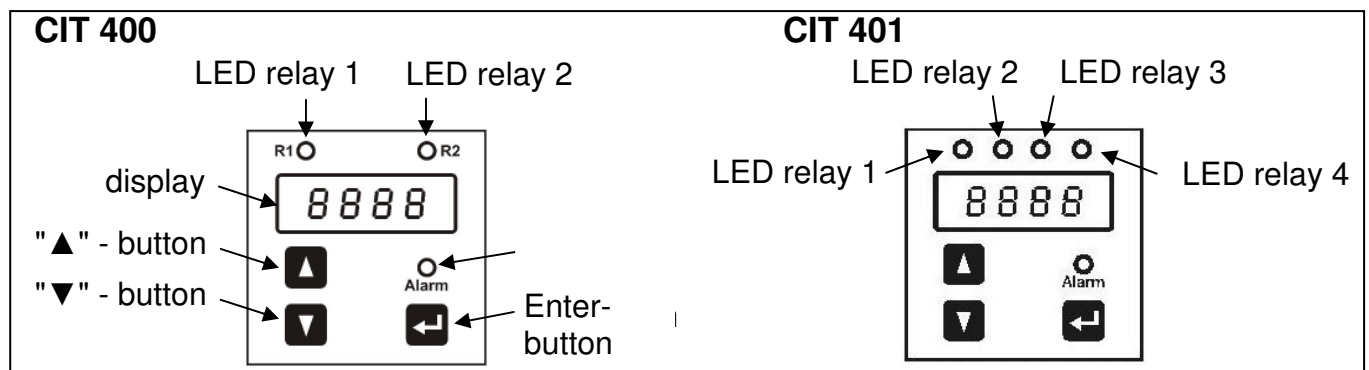 CIT 400
LED relay 1 LED relay 2
R1 R2
display
8888
"▲" - button
"▼" - button
Alarm
Enter-
button
CIT 401
LED relay 2 LED relay 3
LED relay 1
LED relay 4
8888
Alarm